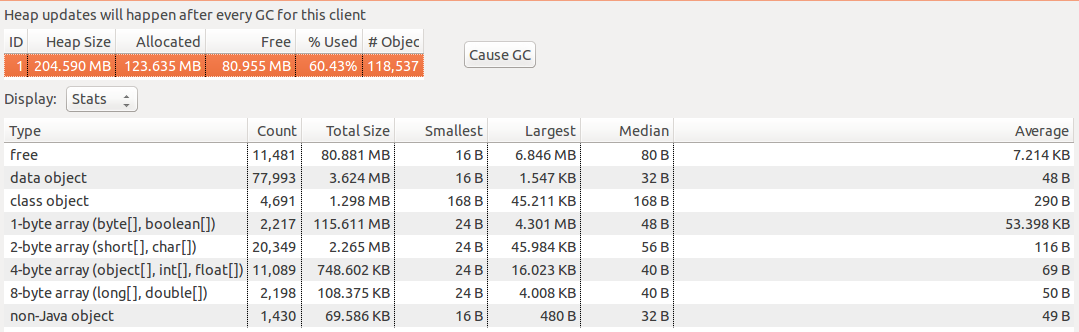 Heap updates will happen after every GC for this client
ID Heap Size Allocated Free % Used # Objec
1 204.590 MB 123.635 MB 80.955 MB 60.43% 118,537
Cause GC
Display: Stats
Type Count Total Size Smallest Largest Median Average
free 11,481 80.881 MB 16 B 6.846 MB 80 B 7.214 KB
data object 77,993 3.624 MB 16 B 1.547 KB 32 B 48 B
class object 4,691 1.298 MB 168 B 45.211 KB 168 B 290 B
1-byte array (byte[], boolean[]) 2,217 115.611 MB 24 B 4.301 MB 48 B 53.398 KB
2-byte array (short[], char[]) 20,349 2.265 MB 24 B 45.984 KB 56 B 116 B
4-byte array (object[], int[], float[]) 11,089 748.602 KB 24 B 16.023 KB 40 B 69 B
8-byte array (long[], double[]) 2,198 108.375 KB 24 B 4.008 KB 40 B 50 B
non-Java object 1,430 69.586 KB 16 B 480 B 32 B 49 B